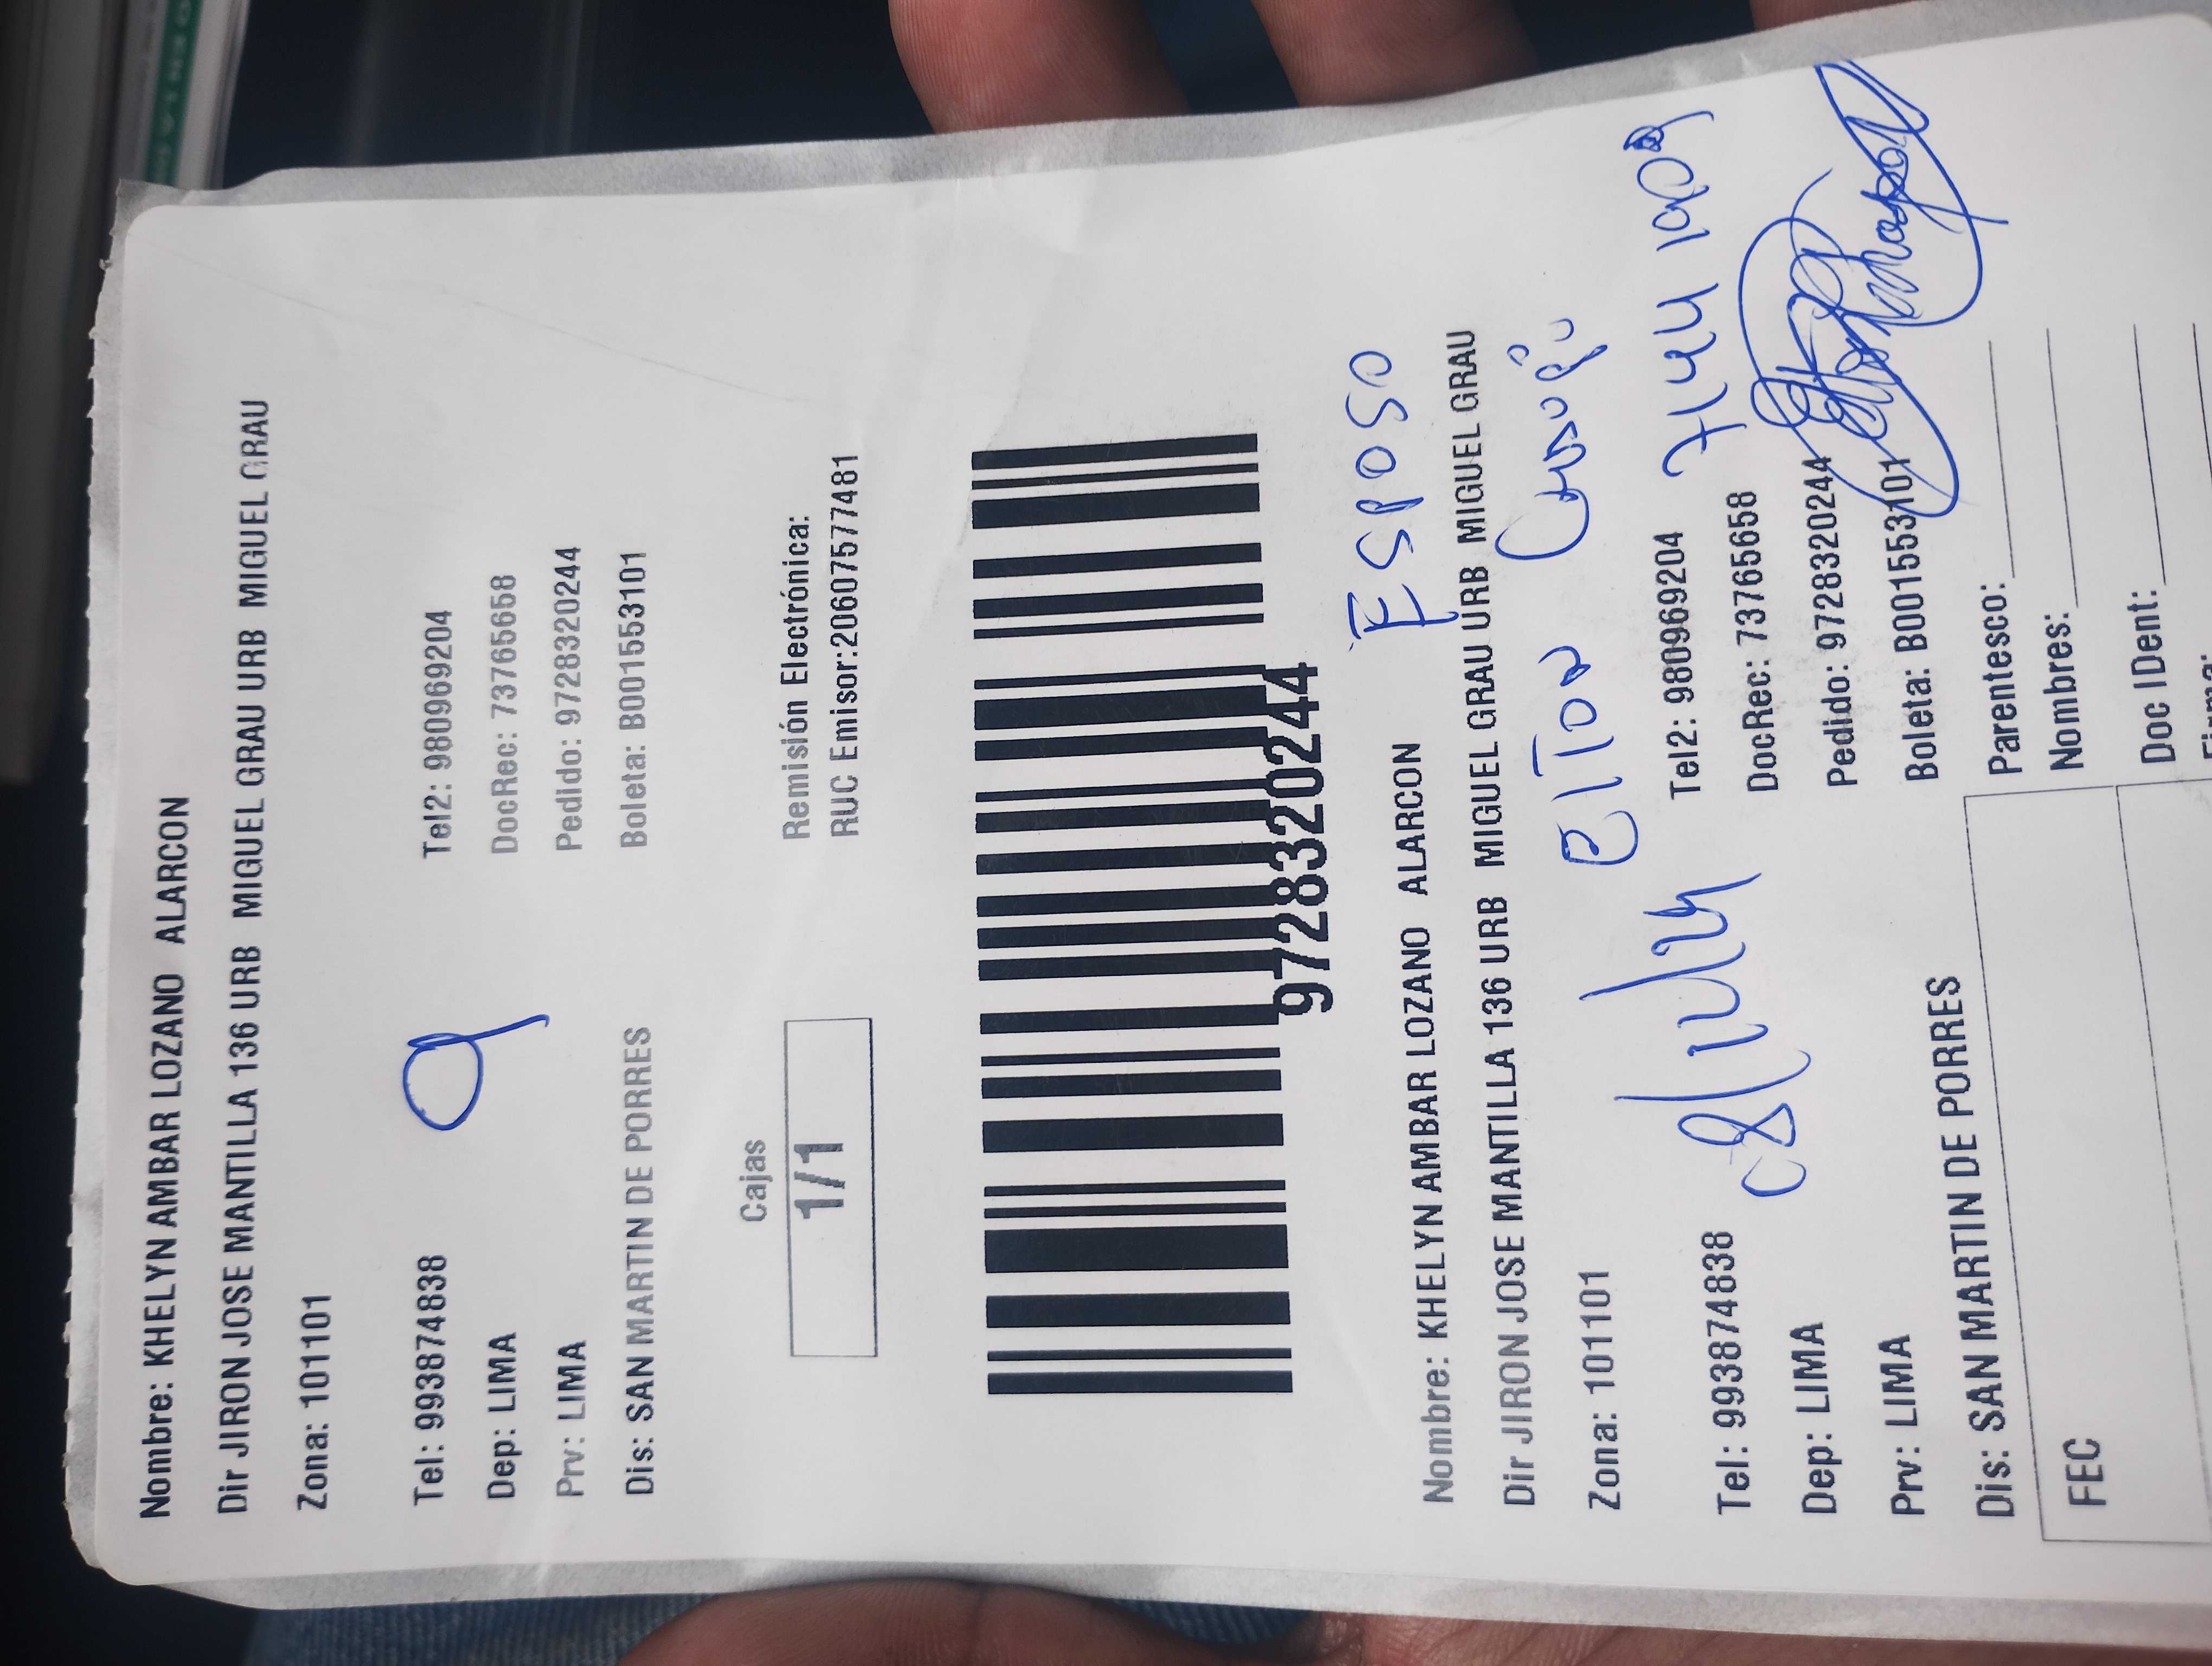 Nombre: KHELYN AMBAR LOZANO ALARCON
Dir JIRON JOSE MANTILLA 136 URB MIGUEL GRAU URB MIGUEL GRAU
Zona: 101101
Tel: 993874838 Tel2: 980969204
Dep: LIMA DocRec: 73765658
9
Prv: LIMA Pedido: 9728320244
Dis: SAN MARTIN DE PORRES Boleta: B001553101
Cajas
1/1
Remisión Electrónica:
RUC Emisor:20607577481
9728320244
Esposo
Nombre: KHELYN AMBAR LOZANO ALARCON
Dir JIRON JOSE MANTILLA 136 URB MIGUEL GRAU URB MIGUEL GRAU
Zona: 101101
Tel: 993874838 Tel2: 980969204
08/11/24
Dep: LIMA DocRec: 73765658
Prv: LIMA Pedido: 9728320244
Dis: SAN MARTIN DE PORRES Boleta: B001553101
Parentesco:
Nombres:
FEC
Doc IDent: